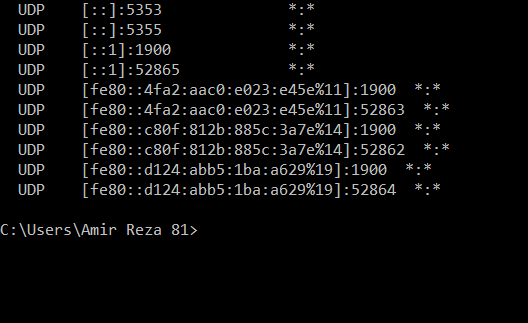 UDP    [::]:5353              *:*
UDP    [::]:5355              *:*
UDP    [::1]:1900             *:*
UDP    [::1]:52865            *:*
UDP    [fe80::4fa2:aac0:e023:e45e%11]:1900  *:*
UDP    [fe80::4fa2:aac0:e023:e45e%11]:52863  *:*
UDP    [fe80::c80f:812b:885c:3a7e%14]:1900  *:*
UDP    [fe80::c80f:812b:885c:3a7e%14]:52862  *:*
UDP    [fe80::d124:abb5:1ba:a629%19]:1900  *:*
UDP    [fe80::d124:abb5:1ba:a629%19]:52864  *:*
C:\Users\Amir Reza 81>